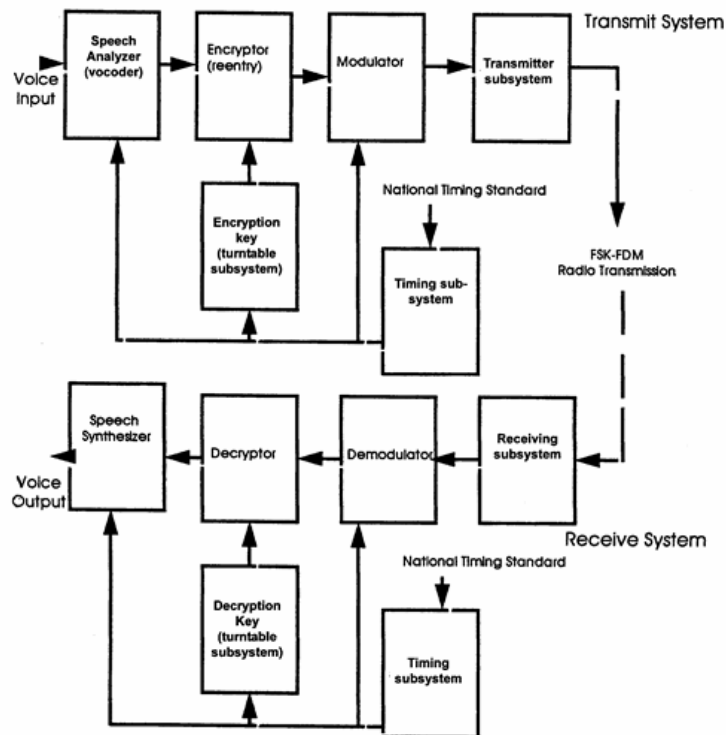 Transmit System
Voice
Input
Speech
Analyzer
(vocoder)
Encryptor
(reentry)
Modulator
Transmitter
subsystem
Encryption
key
(turntable
subsystem)
National Timing Standard
Timing sub-
system
FSK-FDM
Radio Transmission
Speech
Synthesizer
Decryptor
Demodulator
Receiving
subsystem
Voice
Output
Receive System
Decryption
Key
(turntable
subsystem)
National Timing Standard
Timing
subsystem